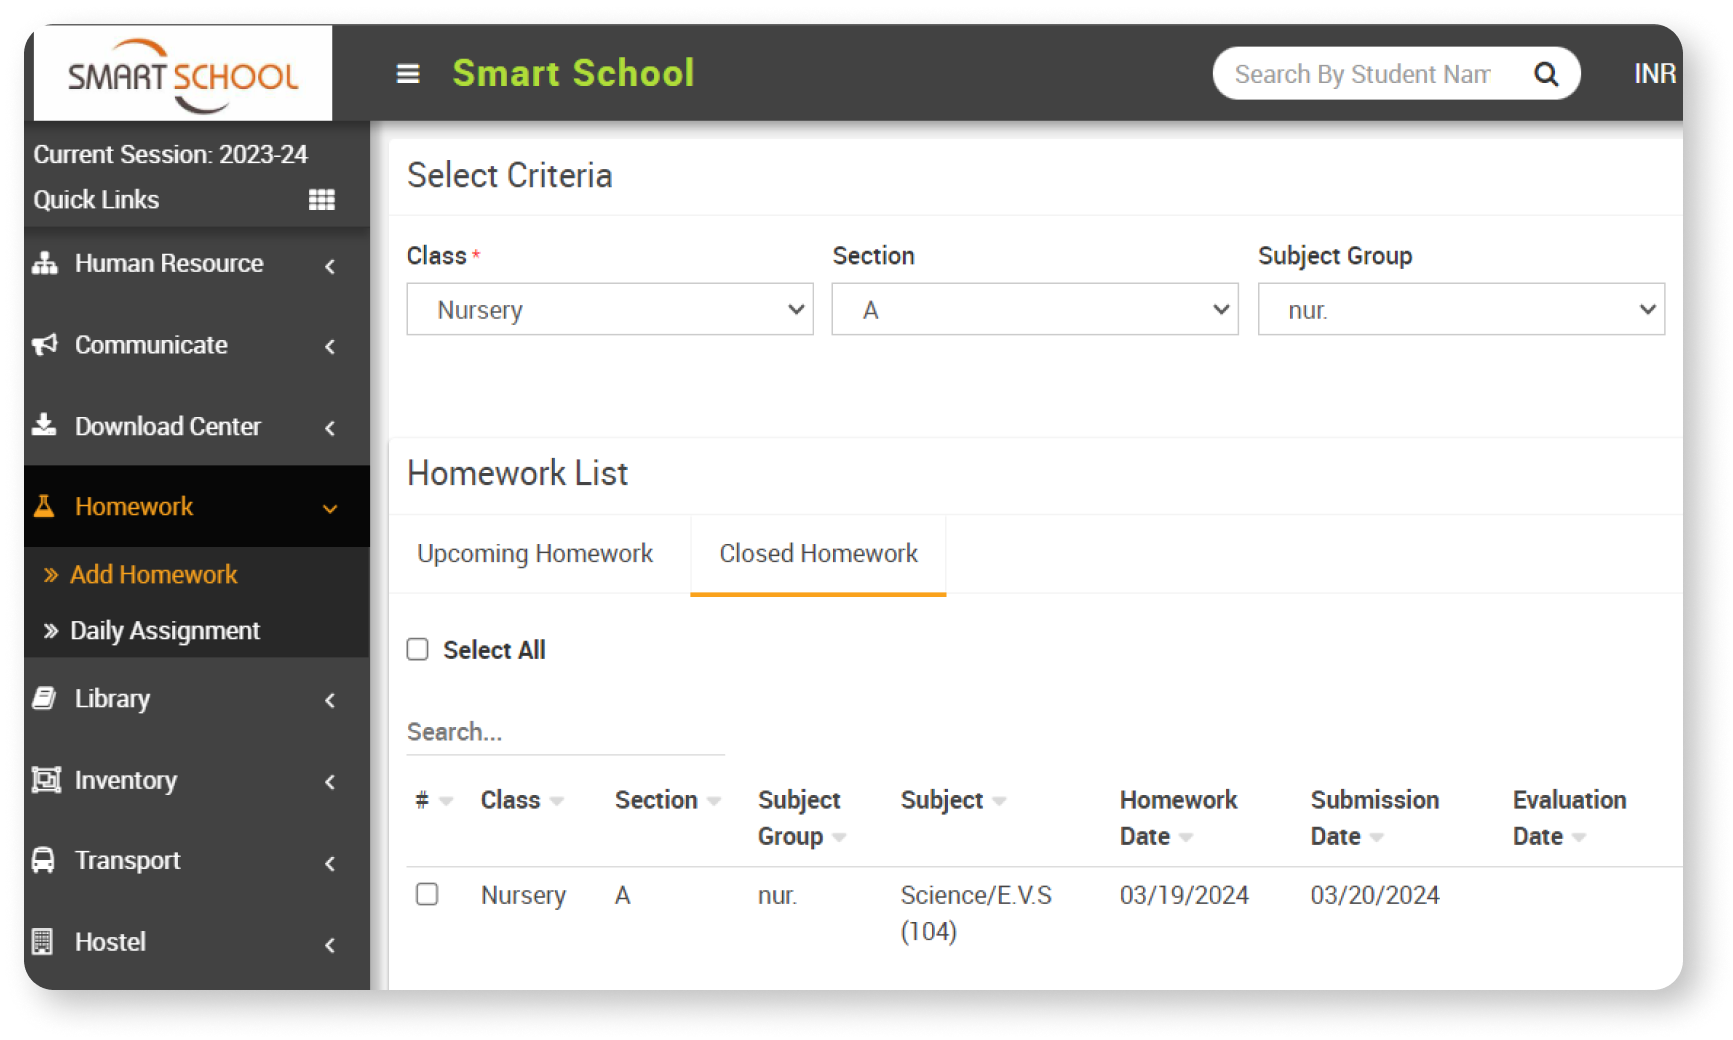 SMART SCHOOL
Smart School
Search By Student Nam
INR
Current Session: 2023-24
Quick Links
Human Resource
Communicate
Download Center
Homework
Add Homework
Daily Assignment
Library
Inventory
Transport
Hostel
Select Criteria
Class * Section Subject Group
Nursery A nur.
Homework List
Upcoming Homework Closed Homework
Select All
Search...
# Class Section Subject Subject Homework Submission Evaluation
Group Date Date Date
Nursery A nur. Science/E.V.S 03/19/2024 03/20/2024
(104)